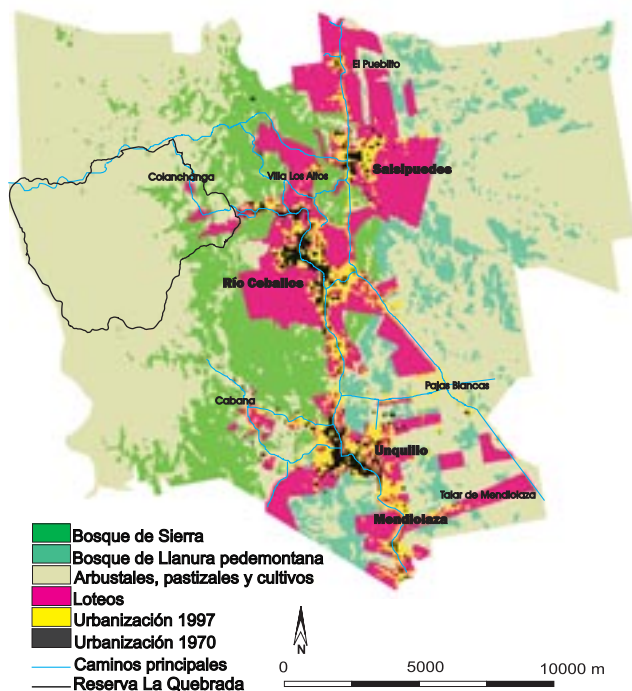 El Pueblito
Salsipuedes
Colanchanga
Villa Los Altos
Río Ceballos
Pajas Blancas
Cabana
Unquillo
Talar de Mendiolaza
Mendiolaza
Bosque de Sierra
Bosque de Llanura pedemontana
Arbustales, pastizales y cultivos
Loteos
Urbanización 1997
Urbanización 1970
Caminos principales
Reserva La Quebrada
N
0 5000 10000 m